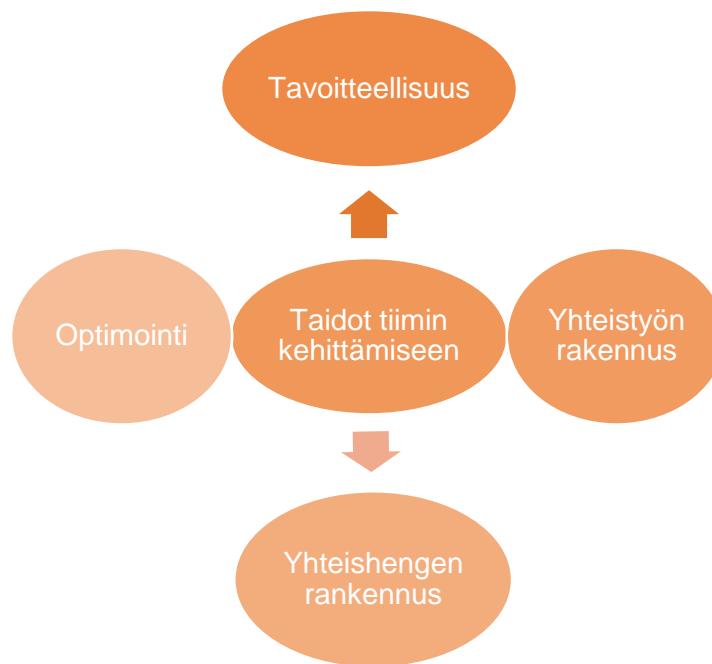 Tavoitteellisuus
Optimointi
Taidot tiimin
kehittämiseen
Yhteistyön
rakennus
Yhteishengen
rankennus